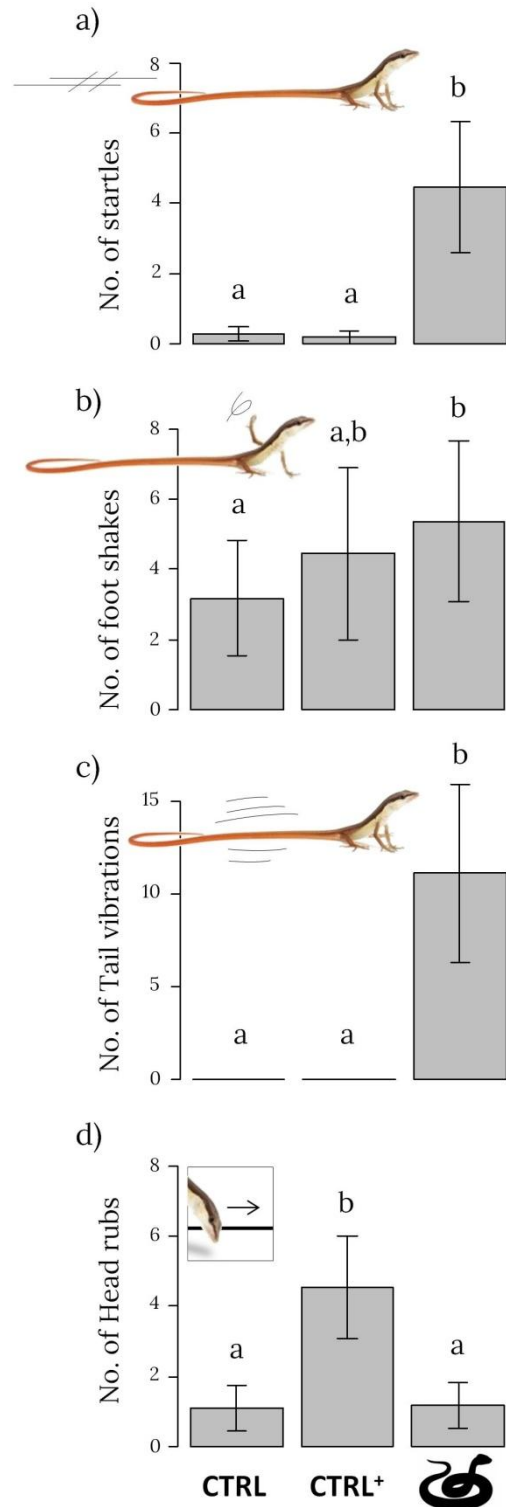 a)
No. of startles
8
6
4
2
0
a
a
b
b)
No. of foot shakes
8
6
4
2
0
a
a,b
b
c)
No. of Tail vibrations
15
10
5
0
a
a
b
d)
No. of Head rubs
8
6
4
2
0
a
b
a
CTRL CTRL⁺